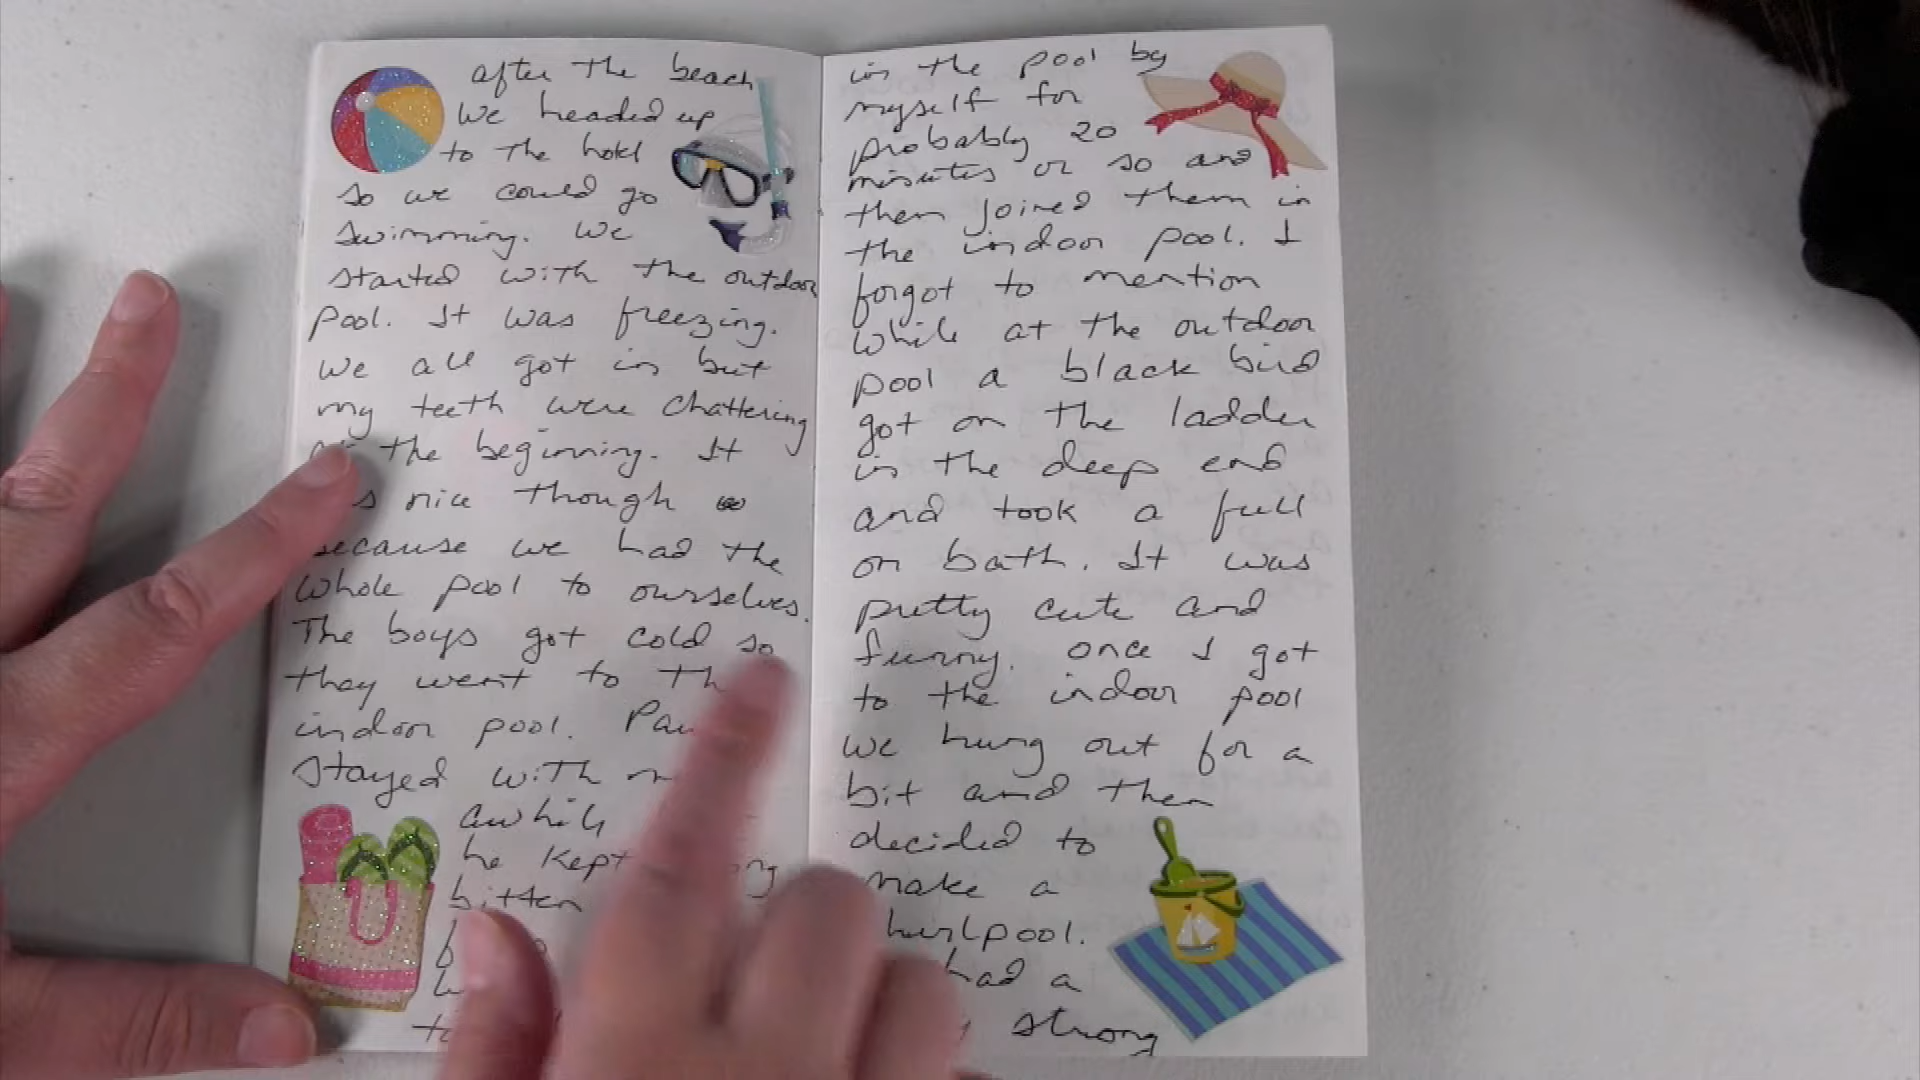 after the beach
we headed up
to the hotel
so we could go
swimming. We
started with the outdoor
pool. It was freezing.
We all got in but
my teeth were chattering
the beginning. It
nice though
because we had the
whole pool to ourselves.
The boys got cold so
they went to
indoor pool.
stayed with
awhile
he kept
bitten
in the pool by
myself for
probably 20
minutes or so and
then joined them in
the indoor pool. I
forgot to mention
while at the outdoor
pool a black bird
got on the ladder
in the deep end
and took a full
on bath. It was
pretty cute and
funny. Once I got
to the indoor pool
we hung out for a
bit and then
decided to
make a
had a
strong